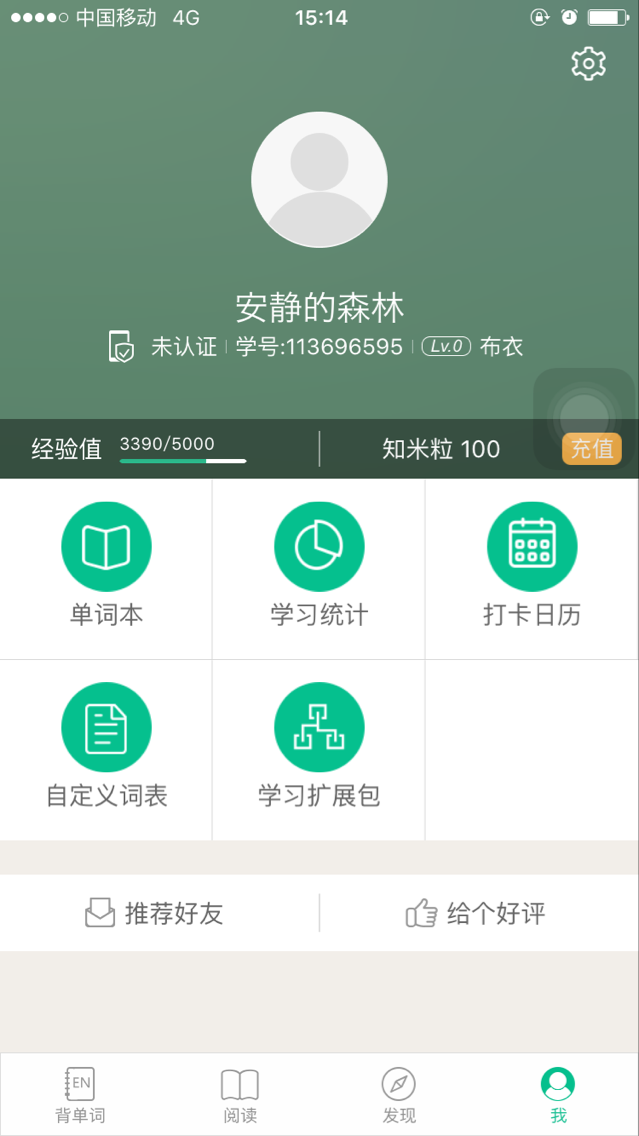 中国移动 4G 15:14
安静的森林
未认证 学号:113696595 Lv.0 布衣
经验值 3390/5000 知米粒 100 充值
单词本 学习统计 打卡日历
自定义词表 学习扩展包
推荐好友 给个好评
EN
背单词 阅读 发现 我